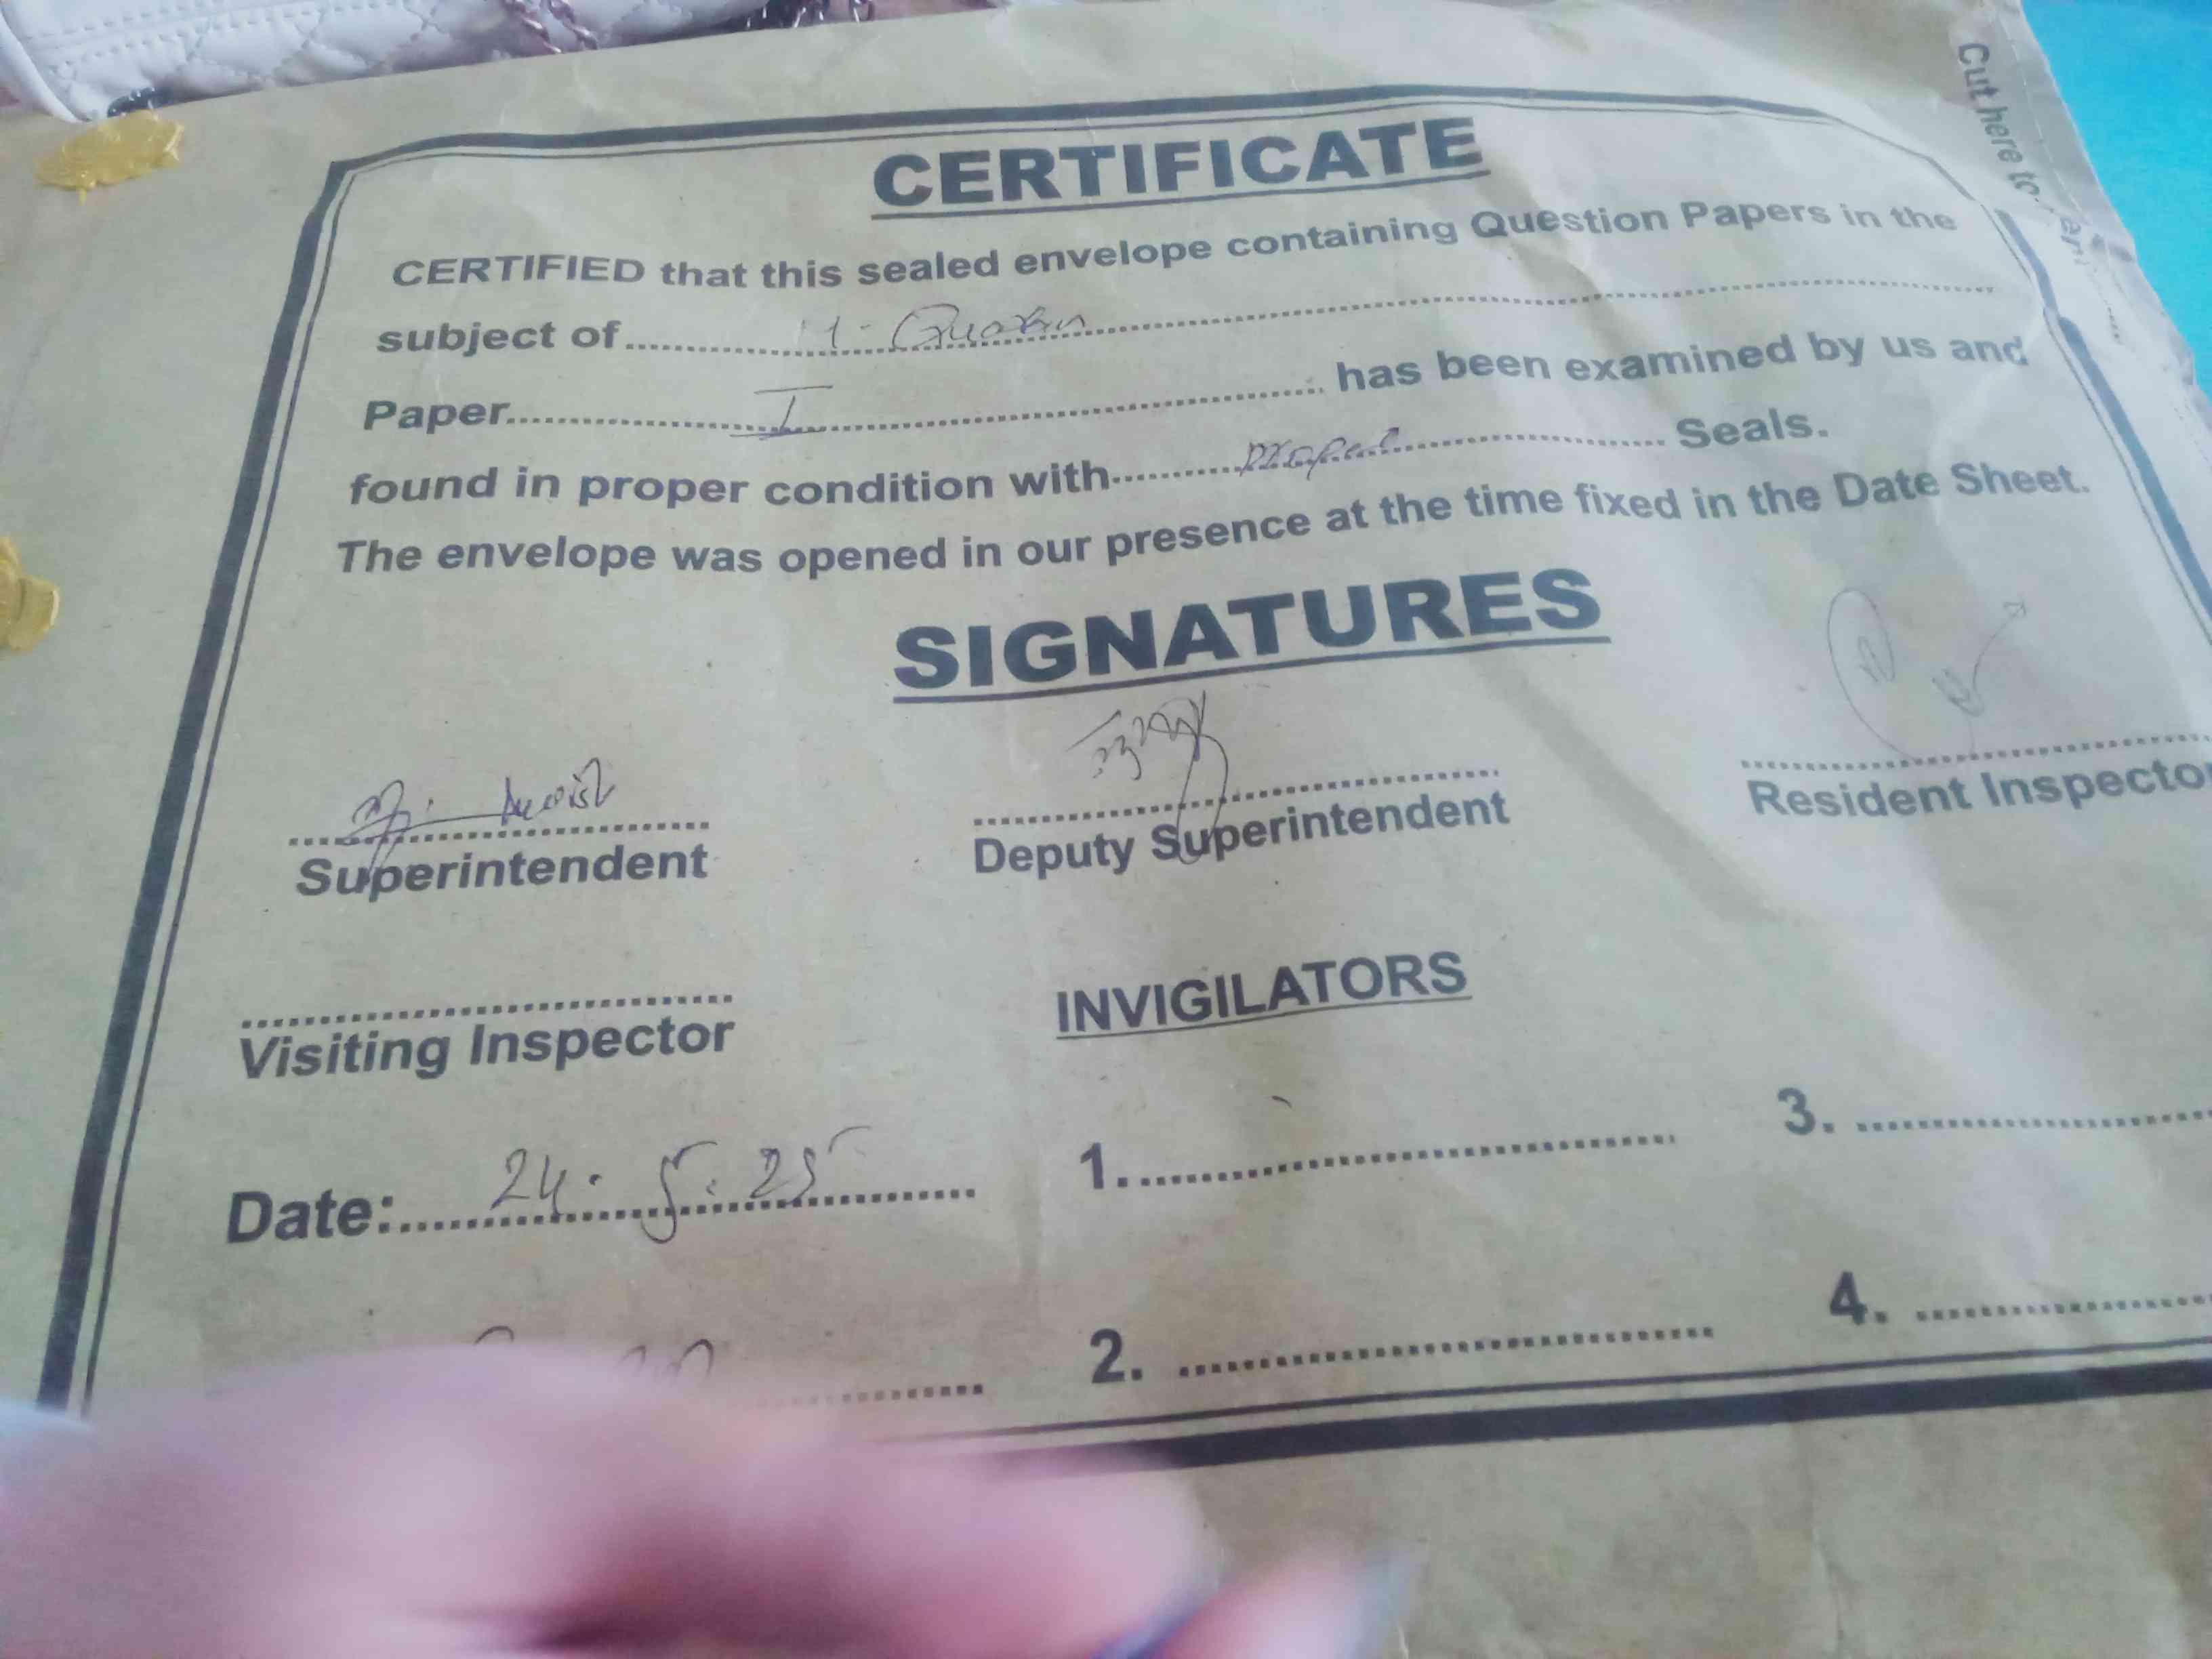 Cut here to
CERTIFICATE
CERTIFIED that this sealed envelope containing Question Papers in the
subject of.......... ..........
Paper.......... I .......... has been examined by us and
found in proper condition with.......... proper .......... Seals.
The envelope was opened in our presence at the time fixed in the Date Sheet.
SIGNATURES
Superintendent
Deputy Superintendent
Resident Inspector
Visiting Inspector
INVIGILATORS
Date: 24.5.25
1. ..........
3. ..........
2. ..........
4. ..........